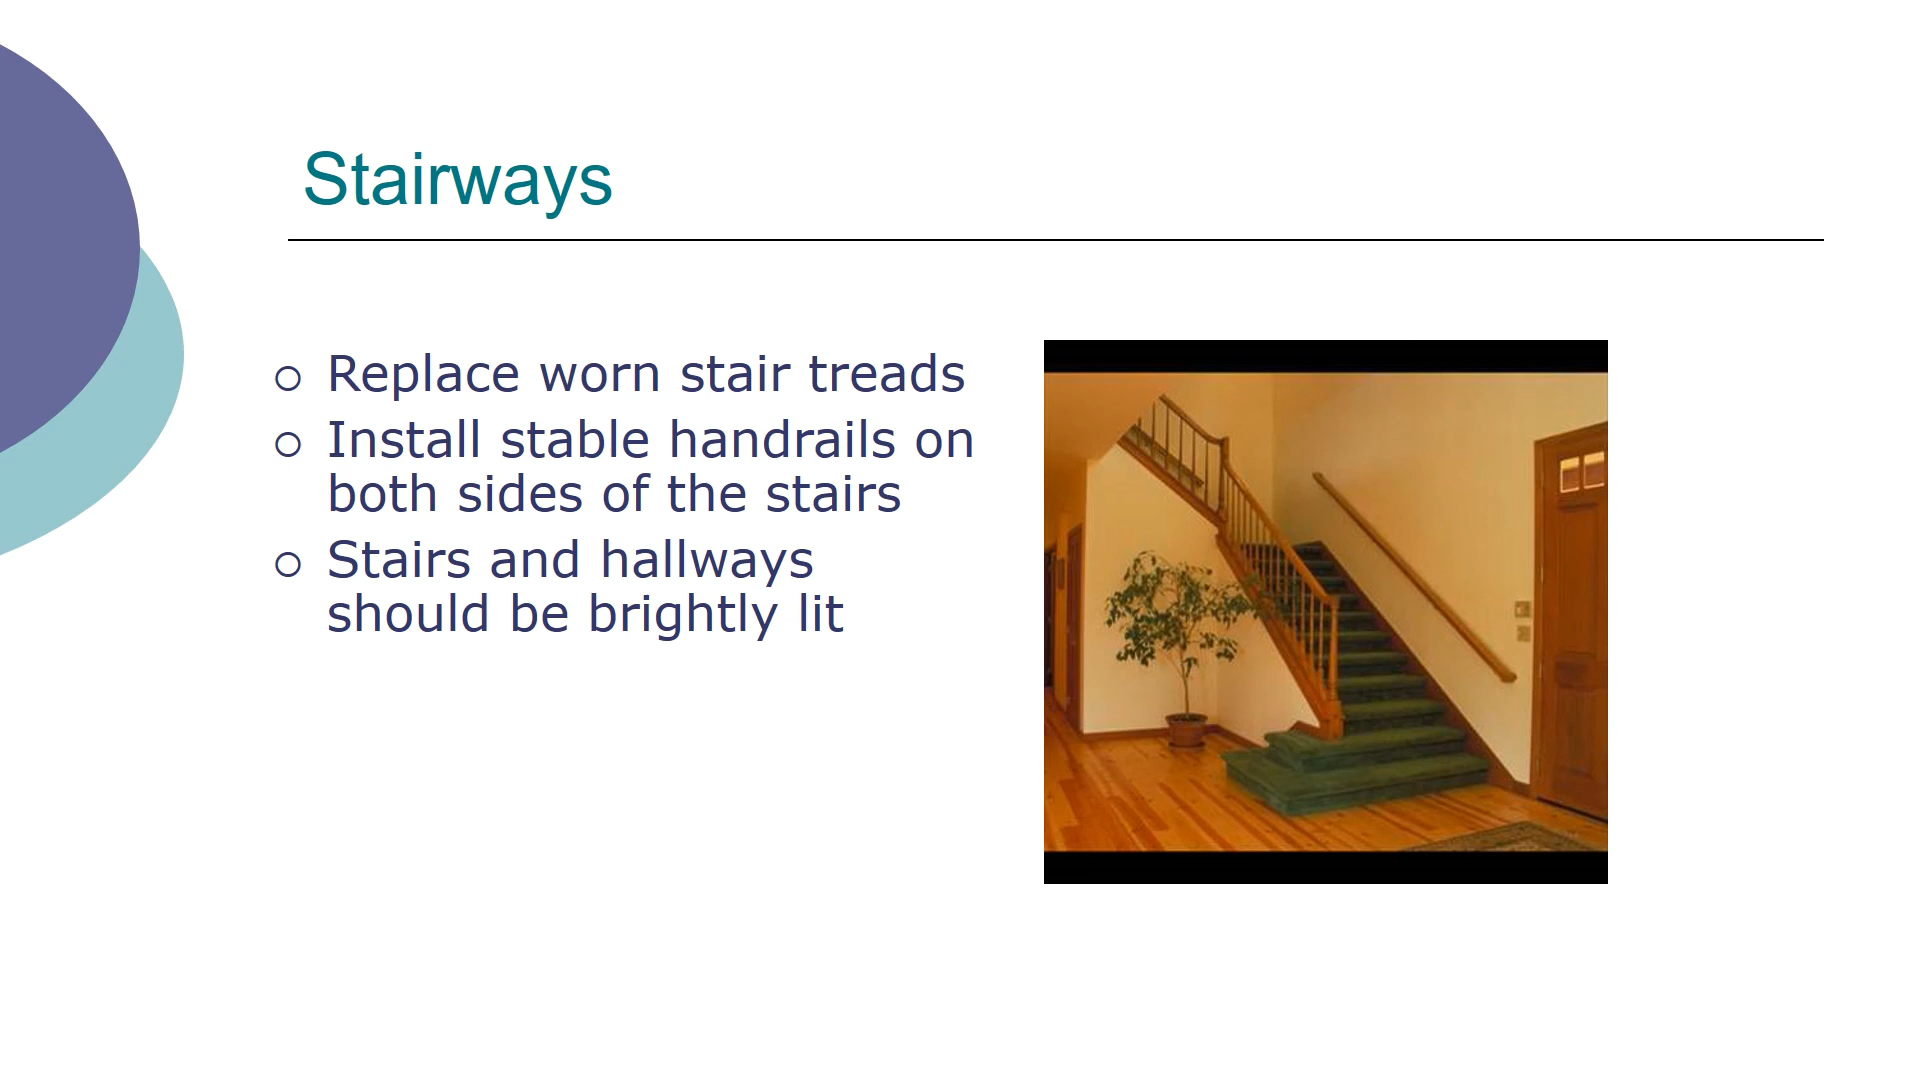 Stairways
Replace worn stair treads
Install stable handrails on
both sides of the stairs
Stairs and hallways
should be brightly lit